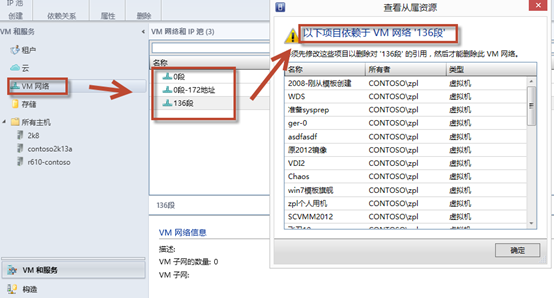 IP 池
创建
依赖关系
属性
删除
VM 和服务
租户
云
VM 网络
存储
所有主机
2k8
contoso2k13a
r610-contoso
VM 和服务
构造
VM 网络和 IP 池 (3)
名称
0段
0段-172地址
136段
136段
VM 网络信息
描述:
VM 子网的数量: 0
VM 子网:
查看从属资源
以下项目依赖于 VM 网络 '136段'
须先修改这些项目以删除对 '136段' 的引用，然后才能删除此 VM 网络。
名称 所有者 类型
2008-刚从模板创建 CONTOSO\zpl 虚拟机
WDS CONTOSO\zpl 虚拟机
准备sysprep CONTOSO\zpl 虚拟机
ger-0 CONTOSO\zpl 虚拟机
asdfasdf CONTOSO\zpl 虚拟机
原2012镜像 CONTOSO\zpl 虚拟机
VDI2 CONTOSO\zpl 虚拟机
Chaos CONTOSO\zpl 虚拟机
win7模板旗舰 CONTOSO\zpl 虚拟机
zpl个人用机 CONTOSO\zpl 虚拟机
SCVMM2012 CONTOSO\zpl 虚拟机
确定